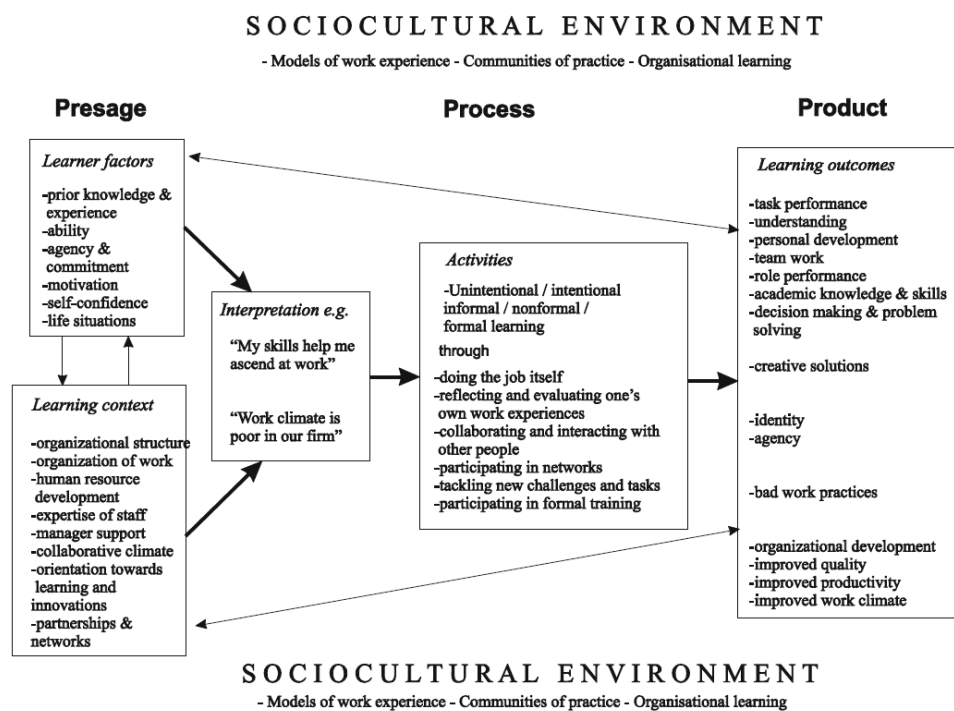 SOCIOCULTURAL ENVIRONMENT
- Models of work experience - Communities of practice - Organisational learning
Presage
Process
Product
Learner factors
-prior knowledge &
experience
-ability
-agency &
commitment
-motivation
-self-confidence
-life situations
Learning context
-organizational structure
-organization of work
-human resource
development
-expertise of staff
-manager support
-collaborative climate
-orientation towards
learning and
innovations
-partnerships &
networks
Interpretation e.g.
“My skills help me
ascend at work”
“Work climate is
poor in our firm”
Activities
-Unintentional / intentional
informal / nonformal /
formal learning
through
-doing the job itself
-reflecting and evaluating one’s
own work experiences
-collaborating and interacting with
other people
-participating in networks
-tackling new challenges and tasks
-participating in formal training
Learning outcomes
-task performance
-understanding
-personal development
-team work
-role performance
-academic knowledge & skills
-decision making & problem
solving
-creative solutions
-identity
-agency
-bad work practices
-organizational development
-improved quality
-improved productivity
-improved work climate
SOCIOCULTURAL ENVIRONMENT
- Models of work experience - Communities of practice - Organisational learning